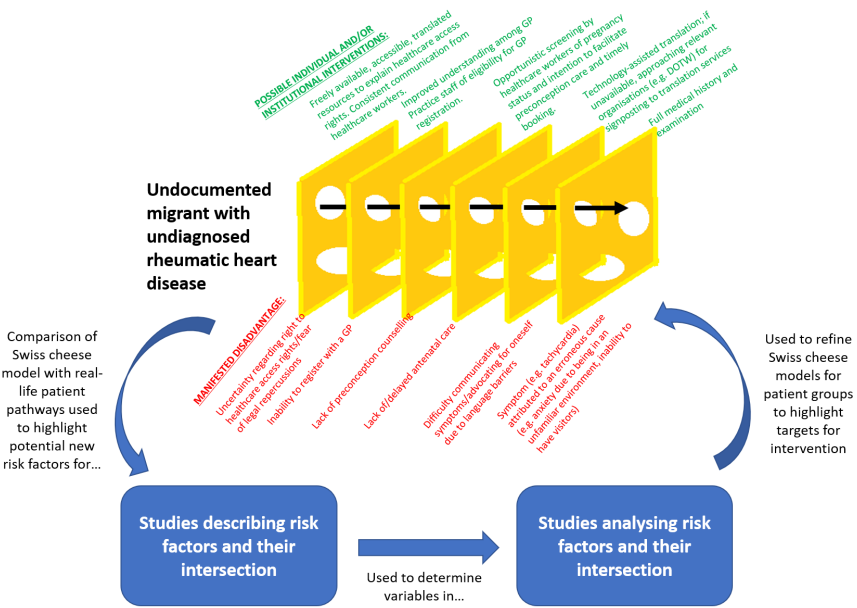 POSSIBLE INDIVIDUAL AND/OR
INSTITUTIONAL INTERVENTIONS:
Freely available, accessible, translated
resources to explain healthcare access
rights. Consistent communication from
healthcare workers.
Improved understanding among GP
Practice staff of eligibility for GP
registration.
Opportunistic screening by
healthcare workers of pregnancy
status and intention to facilitate
preconception care and timely
booking.
Technology-assisted translation; if
unavailable, approaching relevant
organisations (e.g. DOTW) for
signposting to translation services
Full medical history and
examination
Undocumented
migrant with
undiagnosed
rheumatic heart
disease
MANIFESTED DISADVANTAGE:
Uncertainty regarding right to
healthcare access rights/fear
of legal repercussions
Inability to register with a GP
Lack of preconception counselling
Lack of/delayed antenatal care
Difficulty communicating
symptoms/advocating for oneself
due to language barriers
Symptom (e.g. tachycardia)
attributed to an erroneous cause
(e.g. anxiety due to being in an
unfamiliar environment, inability to
have visitors)
Comparison of
Swiss cheese
model with real-
life patient
pathways used
to highlight
potential new
risk factors for…
Used to refine
Swiss cheese
models for
patient groups
to highlight
targets for
intervention
Studies describing risk
factors and their
intersection
Used to determine
variables in…
Studies analysing risk
factors and their
intersection